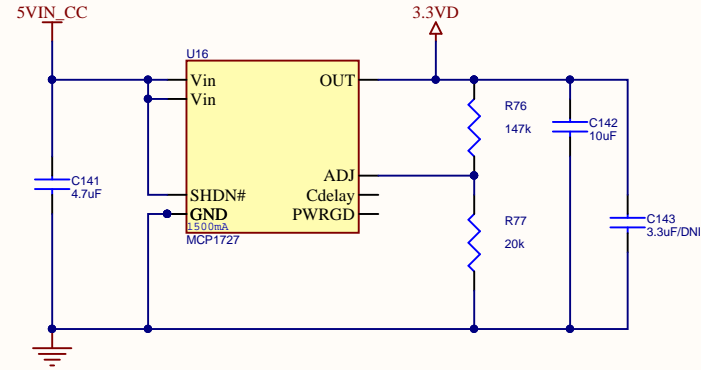 5VIN_CC
3.3VD
U16
Vin
OUT
Vin
R76
147k
C142
10uF
ADJ
C141
4.7uF
SHDN#
Cdelay
GND
PWRGD
1500mA
MCP1727
R77
20k
C143
3.3uF/DNI